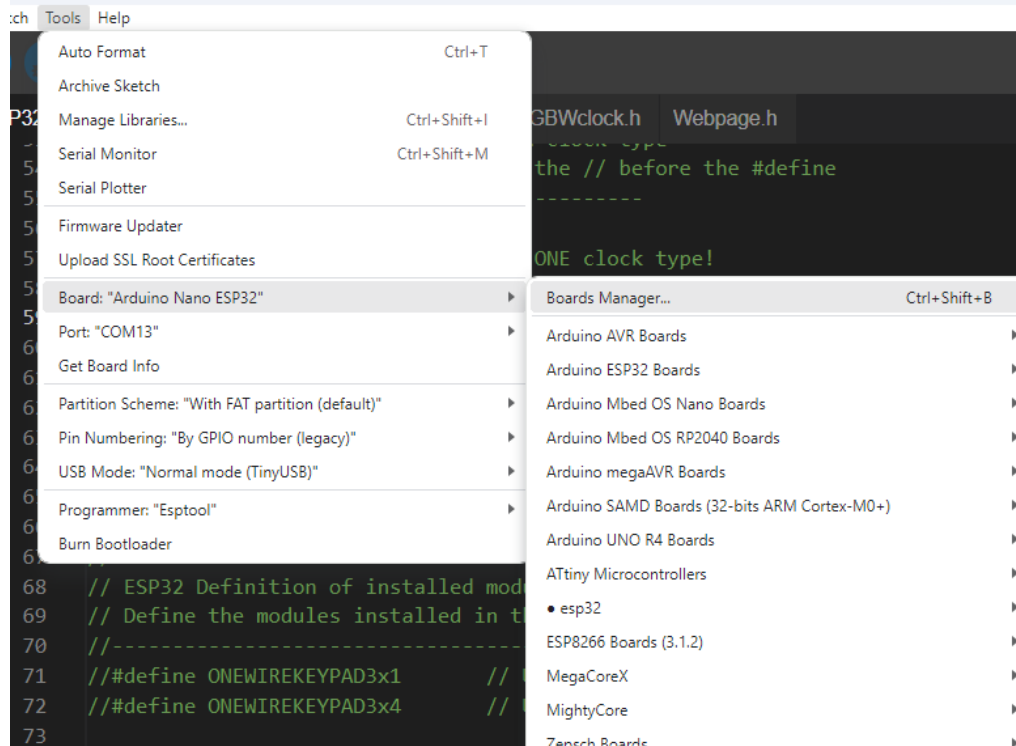 Tools Help
Auto Format Ctrl+T
Archive Sketch
Manage Libraries... Ctrl+Shift+I
Serial Monitor Ctrl+Shift+M
Serial Plotter
Firmware Updater
Upload SSL Root Certificates
Board: "Arduino Nano ESP32"
Port: "COM13"
Get Board Info
Partition Scheme: "With FAT partition (default)"
Pin Numbering: "By GPIO number (legacy)"
USB Mode: "Normal mode (TinyUSB)"
Programmer: "Esptool"
Burn Bootloader
Boards Manager... Ctrl+Shift+B
Arduino AVR Boards
Arduino ESP32 Boards
Arduino Mbed OS Nano Boards
Arduino Mbed OS RP2040 Boards
Arduino megaAVR Boards
Arduino SAMD Boards (32-bits ARM Cortex-M0+)
Arduino UNO R4 Boards
ATtiny Microcontrollers
● esp32
ESP8266 Boards (3.1.2)
MegaCoreX
MightyCore
Zensch Boards
GBWclock.h Webpage.h
clock type
the // before the #define
---------
ONE clock type!
68 // ESP32 Definition of installed
69 // Define the modules installed in
70 //---------------------------------
71 //#define ONEWIREKEYPAD3x1 //
72 //#define ONEWIREKEYPAD3x4 //
73